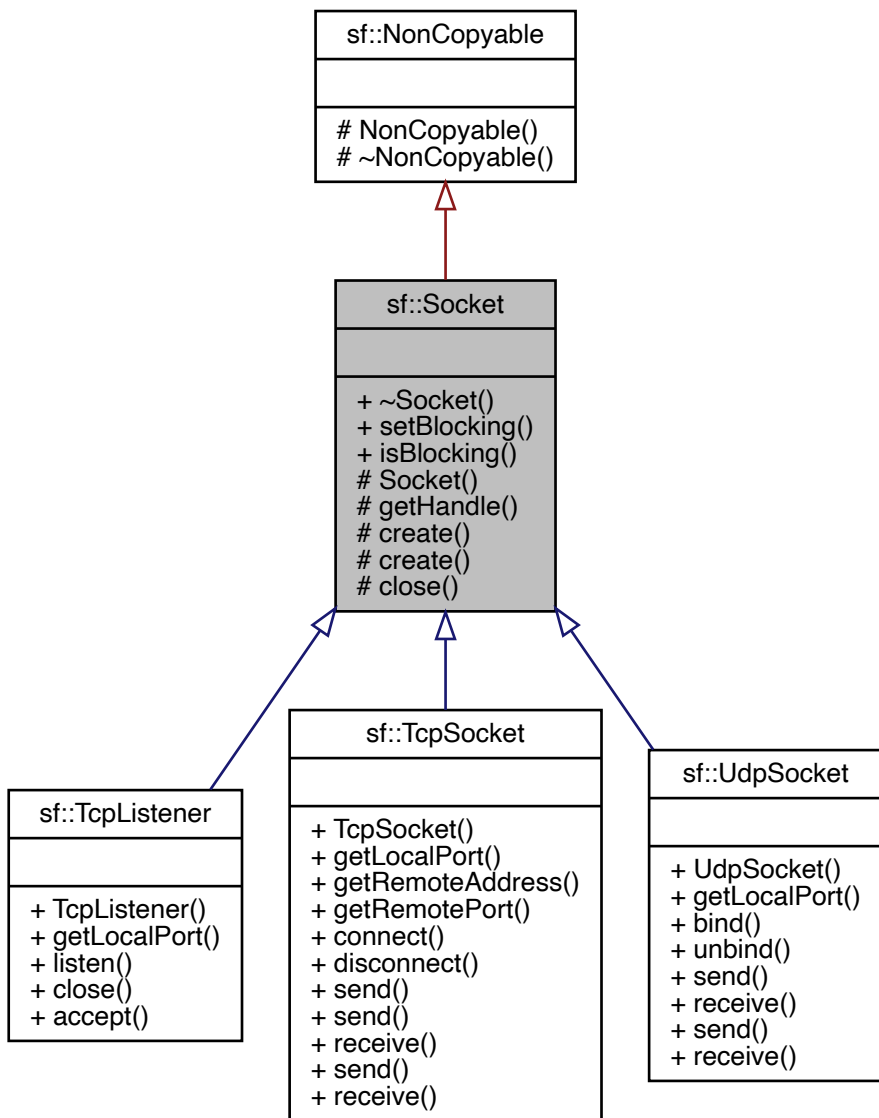 sf::NonCopyable
# NonCopyable()
# ~NonCopyable()
sf::Socket
+ ~Socket()
+ setBlocking()
+ isBlocking()
# Socket()
# getHandle()
# create()
# create()
# close()
sf::TcpListener
+ TcpListener()
+ getLocalPort()
+ listen()
+ close()
+ accept()
sf::TcpSocket
+ TcpSocket()
+ getLocalPort()
+ getRemoteAddress()
+ getRemotePort()
+ connect()
+ disconnect()
+ send()
+ send()
+ receive()
+ send()
+ receive()
sf::UdpSocket
+ UdpSocket()
+ getLocalPort()
+ bind()
+ unbind()
+ send()
+ receive()
+ send()
+ receive()